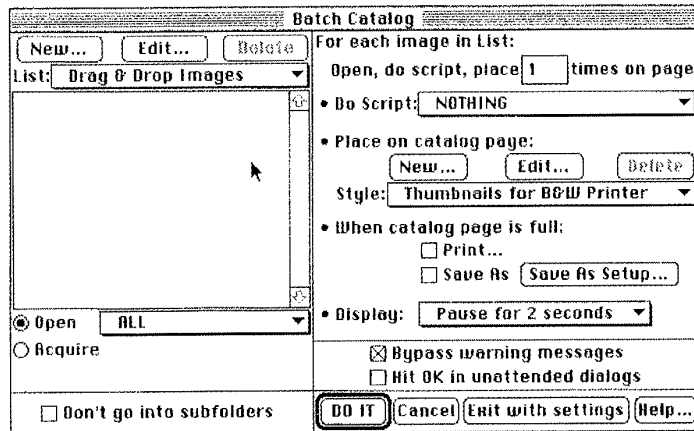 Batch Catalog
New... Edit... Delete
List: Drag & Drop Images
Open ALL
Acquire
Don't go into subfolders
For each image in List:
Open, do script, place 1 times on page
• Do Script: NOTHING
• Place on catalog page:
New... Edit... Delete
Style: Thumbnails for B&W Printer
• When catalog page is full:
Print...
Save As Save As Setup...
• Display: Pause for 2 seconds
Bypass warning messages
Hit OK in unattended dialogs
DO IT Cancel Exit with settings Help...